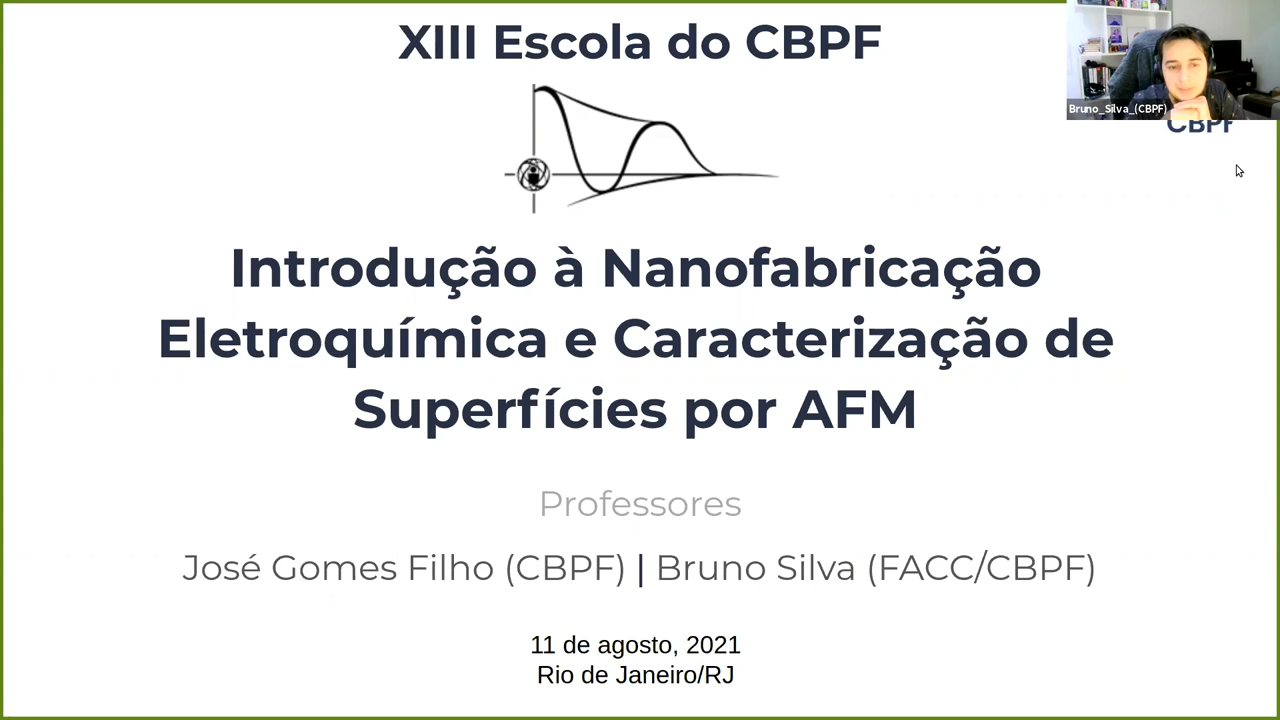 XIII Escola do CBPF
Bruno_Silva_(CBPF)
CBPF
Introdução à Nanofabricação
Eletroquímica e Caracterização de
Superfícies por AFM
Professores
José Gomes Filho (CBPF) | Bruno Silva (FACC/CBPF)
11 de agosto, 2021
Rio de Janeiro/RJ